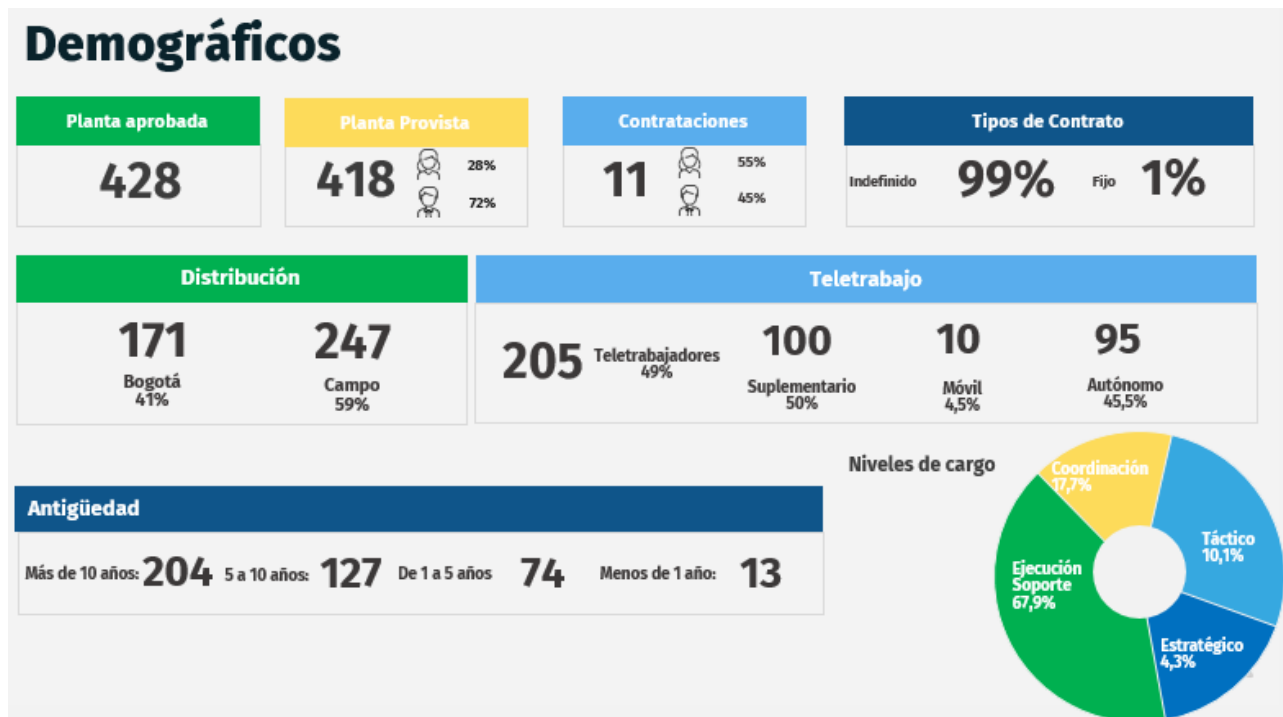 Demográficos
Planta aprobada
428
Planta Provista
418
28%
72%
Contrataciones
11
55%
45%
Tipos de Contrato
Indefinido 99% Fijo 1%
Distribución
171
Bogotá
41%
247
Campo
59%
Teletrabajo
205 Teletrabajadores
49%
100
Suplementario
50%
10
Móvil
4,5%
95
Autónomo
45,5%
Antigüedad
Más de 10 años: 204 5 a 10 años: 127 De 1 a 5 años 74 Menos de 1 año: 13
Niveles de cargo
Coordinación
17,7%
Táctico
10,1%
Ejecución
Soporte
67,9%
Estratégico
4,3%